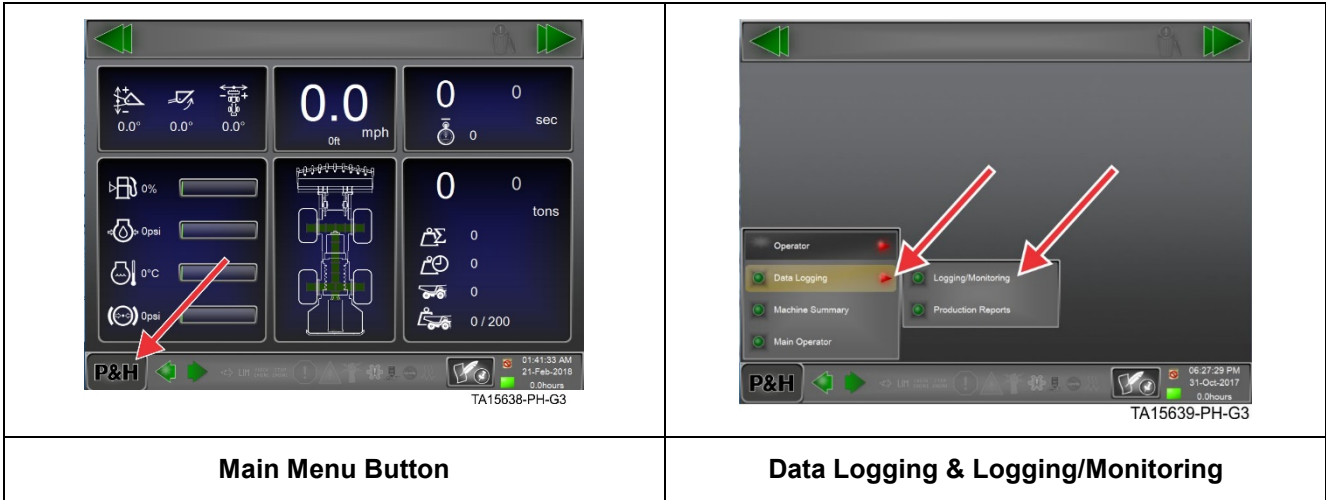 0.0° 0.0° 0.0°
0.0
mph
0ft
0 0
sec
0
0%
0psi
0°C
0psi
0 0
tons
0
0
0
0 / 200
P&H
LIM
01:41:33 AM
21-Feb-2018
0.0hours
TA15638-PH-G3
Main Menu Button
Operator
Data Logging
Machine Summary
Main Operator
Logging/Monitoring
Production Reports
P&H
LIM
06:27:29 PM
31-Oct-2017
0.0hours
TA15639-PH-G3
Data Logging & Logging/Monitoring